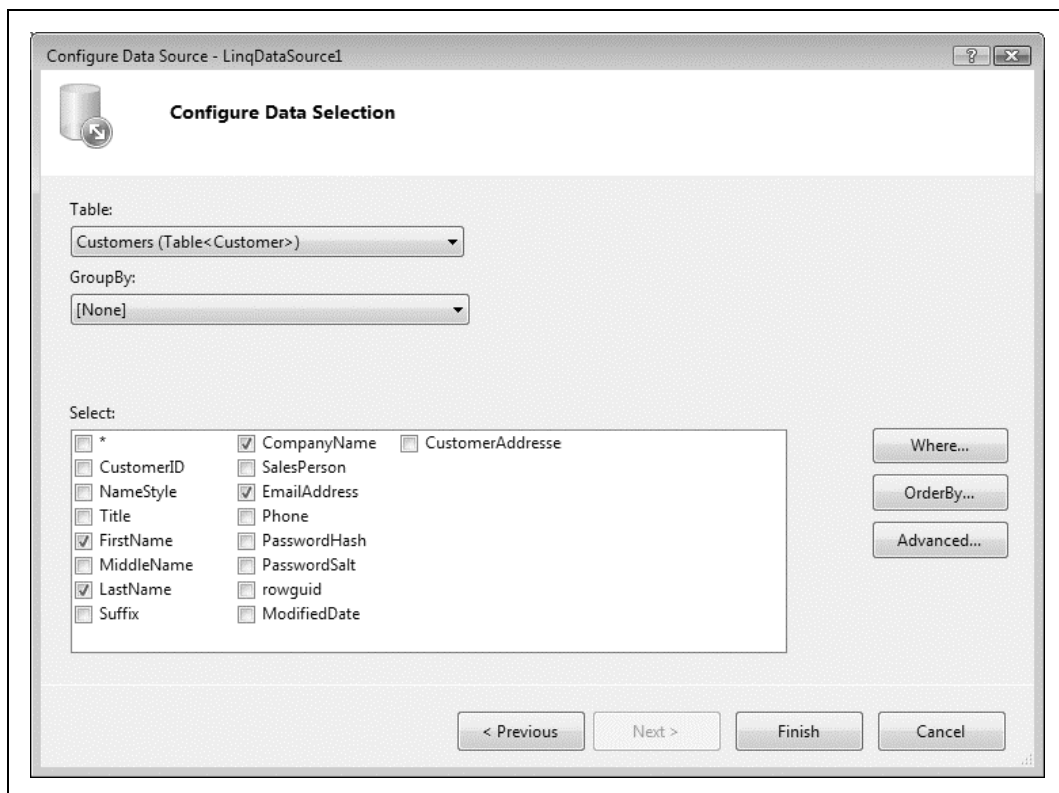 Configure Data Source - LinqDataSource1
Configure Data Selection
Table:
Customers (Table<Customer>)
GroupBy:
[None]
Select:
* CompanyName CustomerAddresse
CustomerID SalesPerson
NameStyle EmailAddress
Title Phone
FirstName PasswordHash
MiddleName PasswordSalt
LastName rowguid
Suffix ModifiedDate
Where...
OrderBy...
Advanced...
< Previous Next > Finish Cancel